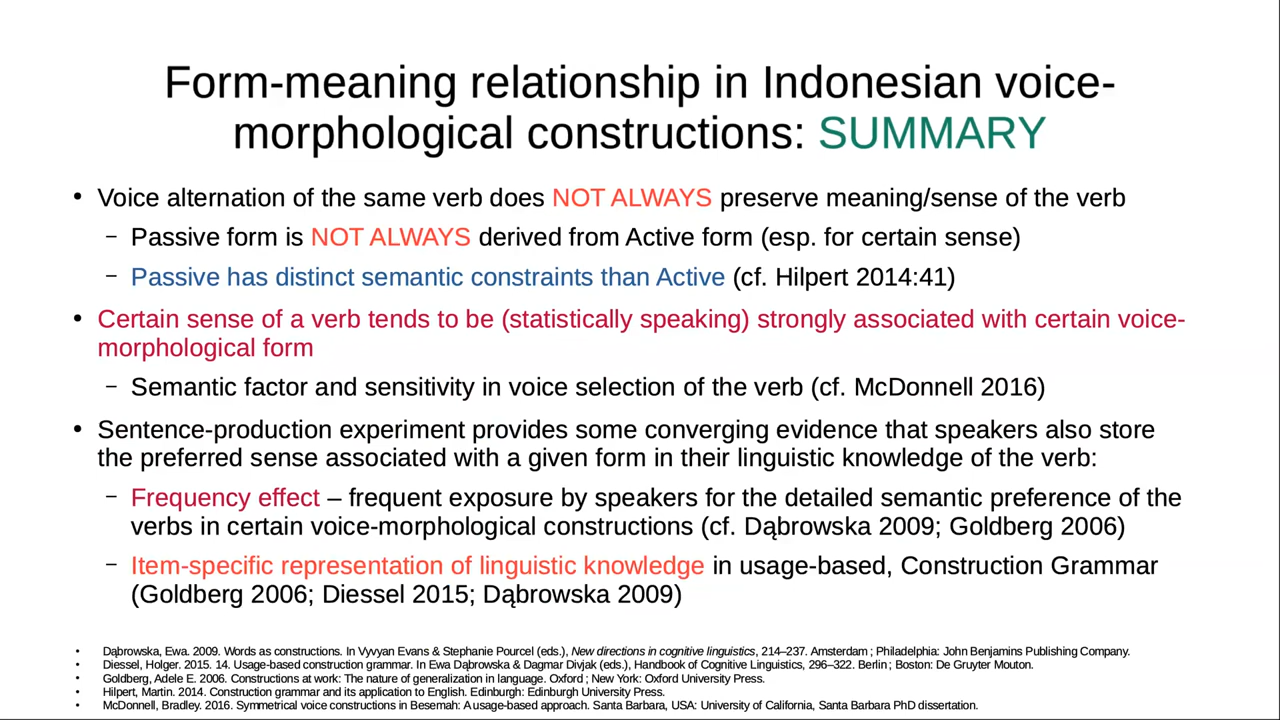 Form-meaning relationship in Indonesian voice-
morphological constructions: SUMMARY
• Voice alternation of the same verb does NOT ALWAYS preserve meaning/sense of the verb
– Passive form is NOT ALWAYS derived from Active form (esp. for certain sense)
– Passive has distinct semantic constraints than Active (cf. Hilpert 2014:41)
• Certain sense of a verb tends to be (statistically speaking) strongly associated with certain voice-
morphological form
– Semantic factor and sensitivity in voice selection of the verb (cf. McDonnell 2016)
• Sentence-production experiment provides some converging evidence that speakers also store
the preferred sense associated with a given form in their linguistic knowledge of the verb:
– Frequency effect – frequent exposure by speakers for the detailed semantic preference of the
verbs in certain voice-morphological constructions (cf. Dąbrowska 2009; Goldberg 2006)
– Item-specific representation of linguistic knowledge in usage-based, Construction Grammar
(Goldberg 2006; Diessel 2015; Dąbrowska 2009)
• Dąbrowska, Ewa. 2009. Words as constructions. In Vyvyan Evans & Stephanie Pourcel (eds.), New directions in cognitive linguistics, 214–237. Amsterdam ; Philadelphia: John Benjamins Publishing Company.
• Diessel, Holger. 2015. 14. Usage-based construction grammar. In Ewa Dąbrowska & Dagmar Divjak (eds.), Handbook of Cognitive Linguistics, 296–322. Berlin ; Boston: De Gruyter Mouton.
• Goldberg, Adele E. 2006. Constructions at work: The nature of generalization in language. Oxford ; New York: Oxford University Press.
• Hilpert, Martin. 2014. Construction grammar and its application to English. Edinburgh: Edinburgh University Press.
• McDonnell, Bradley. 2016. Symmetrical voice constructions in Besemah: A usage-based approach. Santa Barbara, USA: University of California, Santa Barbara PhD dissertation.